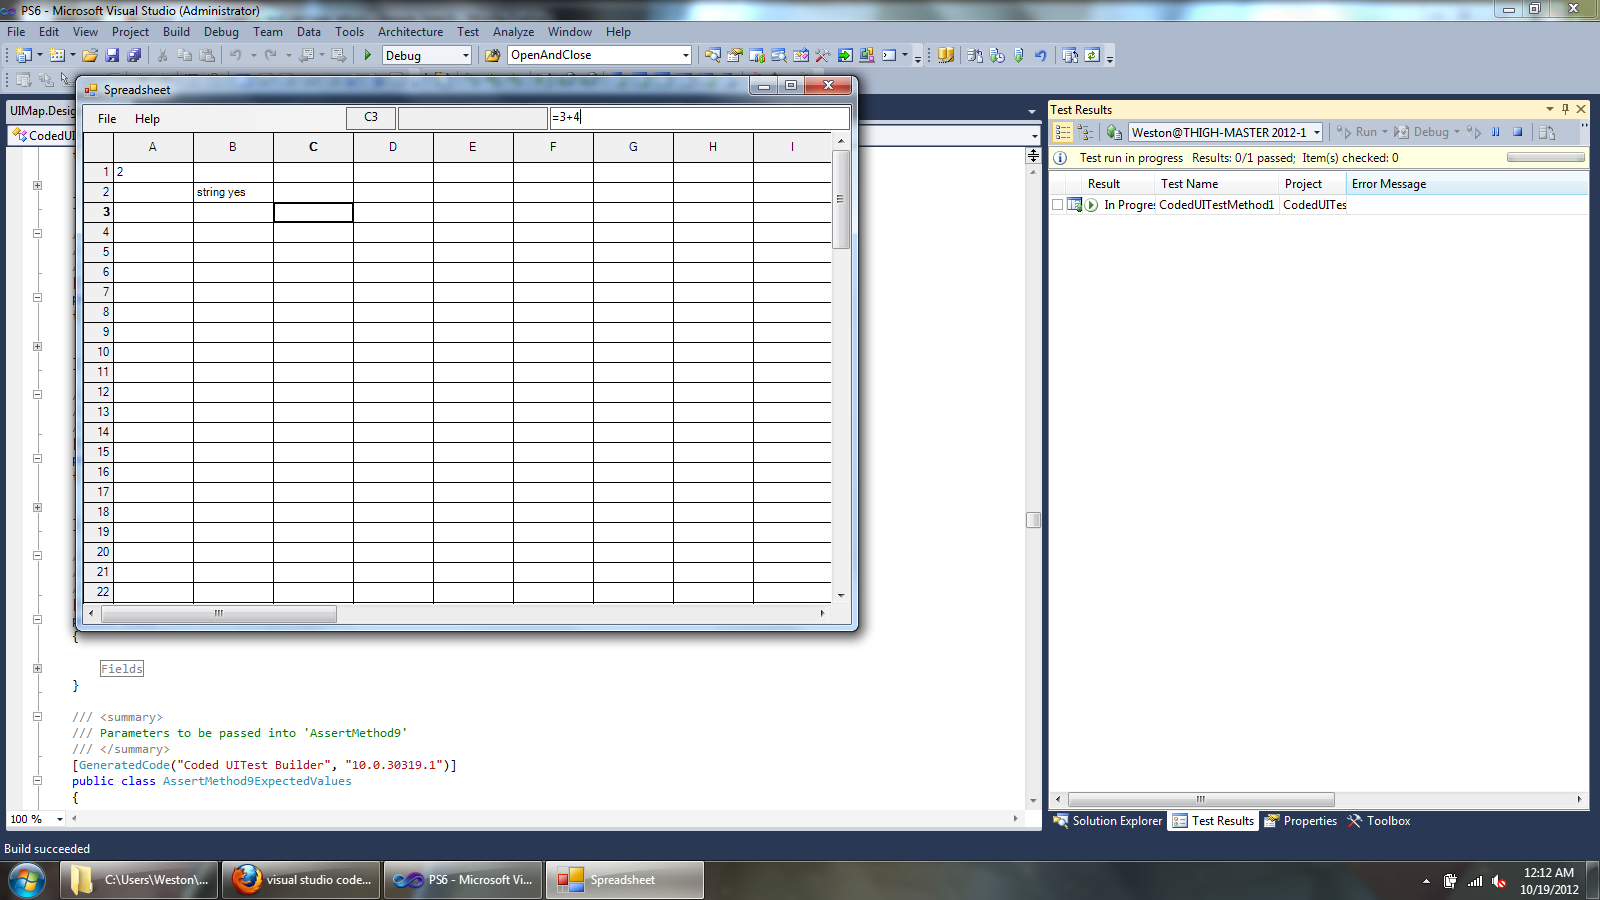 PS6 - Microsoft Visual Studio (Administrator)
File Edit View Project Build Debug Team Data Tools Architecture Test Analyze Window Help
Debug OpenAndClose
UIMap.Desig
CodedUI
Spreadsheet
File Help C3 =3+4
A B C D E F G H I
1 2
2 string yes
3
4
5
6
7
8
9
10
11
12
13
14
15
16
17
18
19
20
21
22
{
Fields
}
/// <summary>
/// Parameters to be passed into 'AssertMethod9'
/// </summary>
[GeneratedCode("Coded UITest Builder", "10.0.30319.1")]
public class AssertMethod9ExpectedValues
{
100 %
Test Results
Weston@THIGH-MASTER 2012-1 Run Debug
Test run in progress Results: 0/1 passed; Item(s) checked: 0
Result Test Name Project Error Message
In Progres CodedUITestMethod1 CodedUITes
Solution Explorer Test Results Properties Toolbox
Build succeeded
C:\Users\Weston\... visual studio code... PS6 - Microsoft Vi... Spreadsheet
12:12 AM
10/19/2012